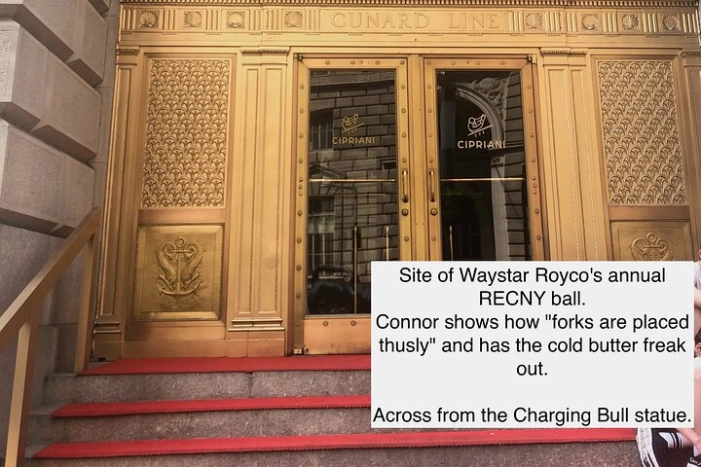 CUNARD LINE
CIPRIANI
CIPRIANI
Site of Waystar Royco's annual
RECNY ball.
Connor shows how "forks are placed
thusly" and has the cold butter freak
out.
Across from the Charging Bull statue.